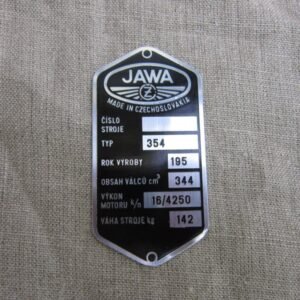 JAWA
CZ
MADE IN CZECHOSLOVAKIA
ČÍSLO
STROJE
TYP 354
ROK VÝROBY 195
OBSAH VÁLCŮ cm³ 344
VÝKON
MOTORU k/o 16/4250
VÁHA STROJE kg 142